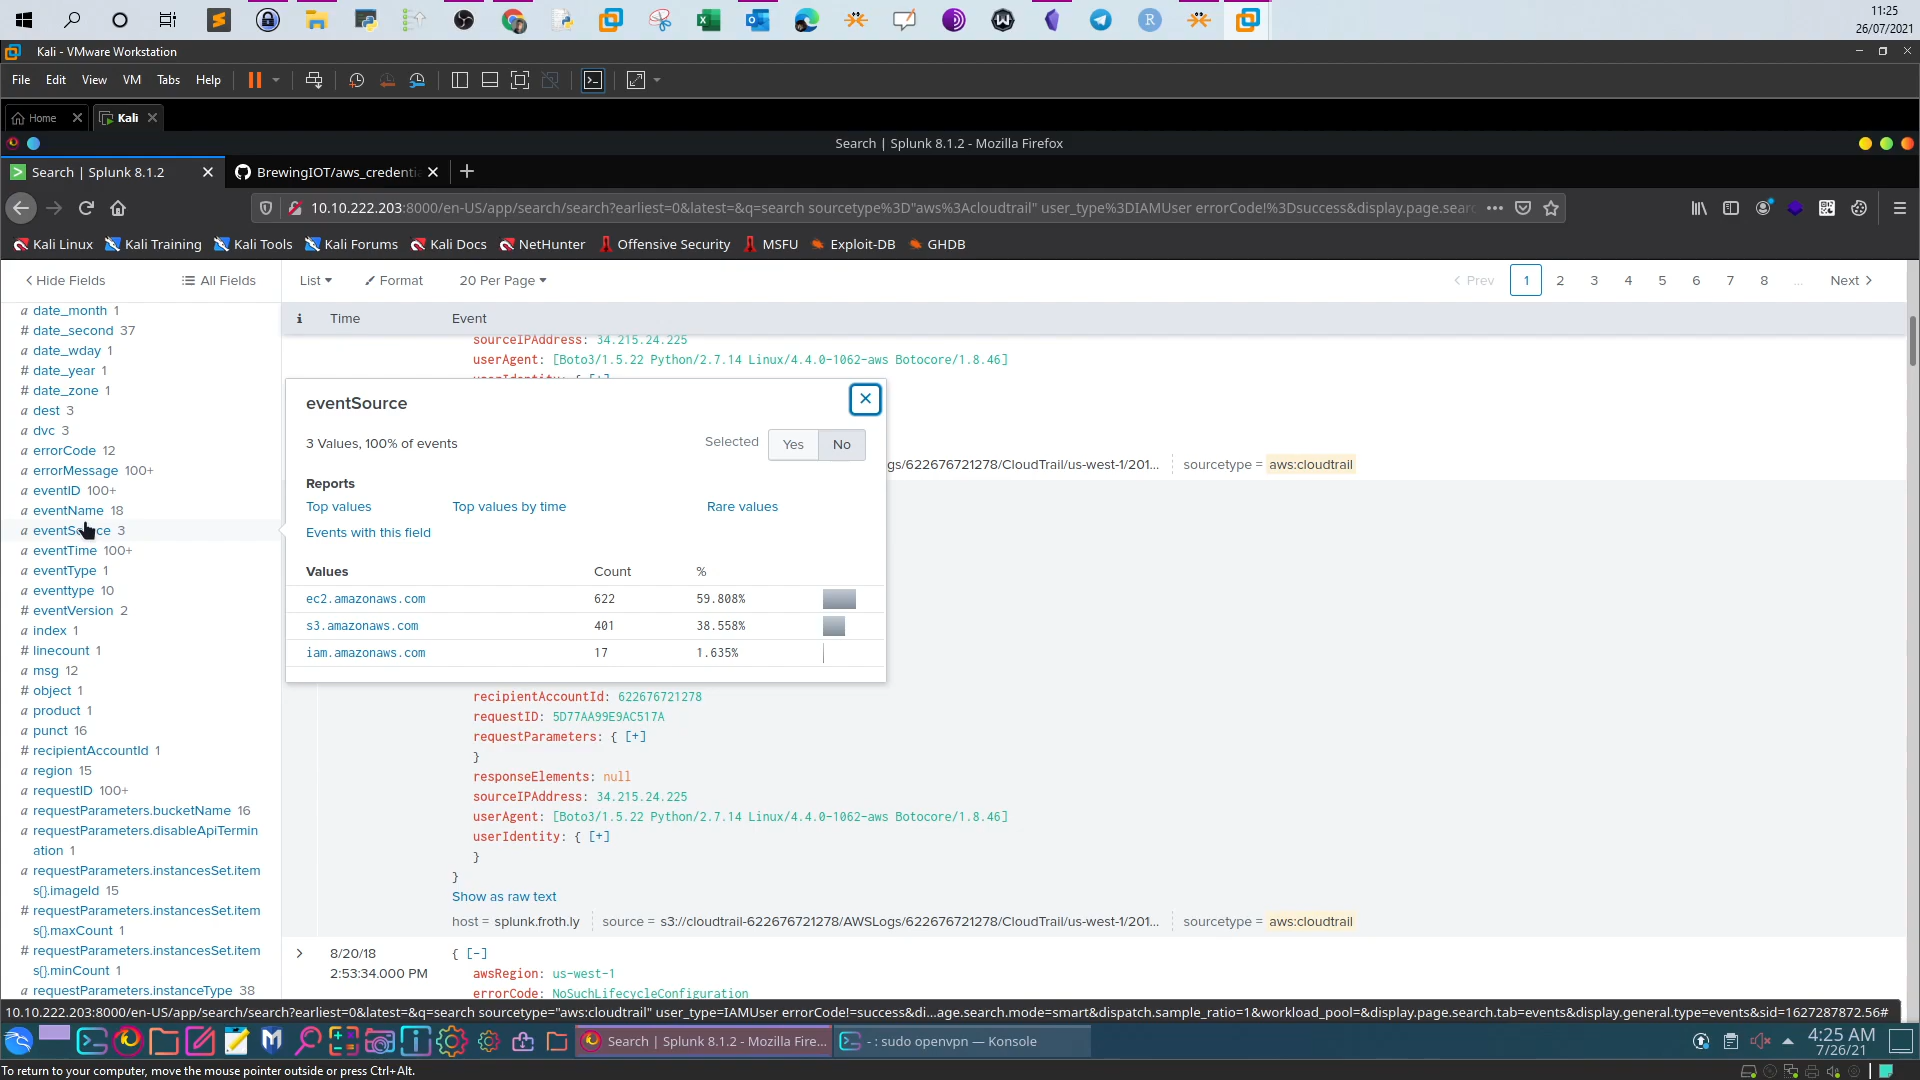 11:25
26/07/2021
Kali - VMware Workstation
File Edit View VM Tabs Help
Home Kali
Search | Splunk 8.1.2 - Mozilla Firefox
Search | Splunk 8.1.2 BrewingIOT/aws_credenti
10.10.222.203:8000/en-US/app/search/search?earliest=0&latest=&q=search sourcetype%3D"aws%3Acloudtrail" user_type%3DIAMUser errorCode!%3Dsuccess&display.page.searc
Kali Linux Kali Training Kali Tools Kali Forums Kali Docs NetHunter Offensive Security MSFU Exploit-DB GHDB
Hide Fields All Fields List Format 20 Per Page Prev 1 2 3 4 5 6 7 8 ... Next
i Time Event
a date_month 1
# date_second 37
a date_wday 1
# date_year 1
# date_zone 1
a dest 3
a dvc 3
a errorCode 12
a errorMessage 100+
a eventID 100+
a eventName 18
a eventSource 3
a eventTime 100+
a eventType 1
a eventtype 10
# eventVersion 2
a index 1
# linecount 1
a msg 12
# object 1
a product 1
a punct 16
# recipientAccountId 1
a region 15
a requestID 100+
a requestParameters.bucketName 16
a requestParameters.disableApiTermin
ation 1
a requestParameters.instancesSet.item
s{}.imageId 15
# requestParameters.instancesSet.item
s{}.maxCount 1
# requestParameters.instancesSet.item
s{}.minCount 1
a requestParameters.instanceType 38
sourceIPAddress: 34.215.24.225
userAgent: [Boto3/1.5.22 Python/2.7.14 Linux/4.4.0-1062-aws Botocore/1.8.46]
userIdentity: { [+]
eventSource
3 Values, 100% of events Selected Yes No
Reports
Top values Top values by time Rare values
Events with this field
Values Count %
ec2.amazonaws.com 622 59.808%
s3.amazonaws.com 401 38.558%
iam.amazonaws.com 17 1.635%
gs/622676721278/CloudTrail/us-west-1/201... sourcetype = aws:cloudtrail
recipientAccountId: 622676721278
requestID: 5D77AA99E9AC517A
requestParameters: { [+]
}
responseElements: null
sourceIPAddress: 34.215.24.225
userAgent: [Boto3/1.5.22 Python/2.7.14 Linux/4.4.0-1062-aws Botocore/1.8.46]
userIdentity: { [+]
}
}
Show as raw text
host = splunk.froth.ly source = s3://cloudtrail-622676721278/AWSLogs/622676721278/CloudTrail/us-west-1/201... sourcetype = aws:cloudtrail
8/20/18 { [-]
2:53:34.000 PM awsRegion: us-west-1
errorCode: NoSuchLifecycleConfiguration
10.10.222.203:8000/en-US/app/search/search?earliest=0&latest=&q=search sourcetype="aws:cloudtrail" user_type=IAMUser errorCode!=success&di...age.search.mode=smart&dispatch.sample_ratio=1&workload_pool=&display.page.search.tab=events&display.general.type=events&sid=1627287872.56#
Search | Splunk 8.1.2 - Mozilla Fire... - : sudo openvpn — Konsole
4:25 AM
7/26/21
To return to your computer, move the mouse pointer outside or press Ctrl+Alt.